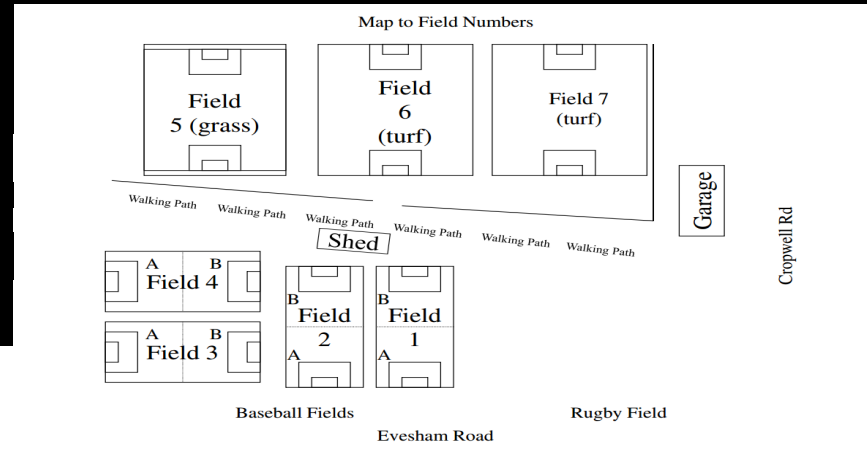 Map to Field Numbers
Field
5 (grass)
Field
6
(turf)
Field 7
(turf)
Garage
Cropwell Rd
Walking Path
Walking Path
Walking Path
Walking Path
Walking Path
Walking Path
Shed
A B
Field 4
A B
Field 3
B
Field
2
A
B
Field
1
A
Baseball Fields
Rugby Field
Evesham Road